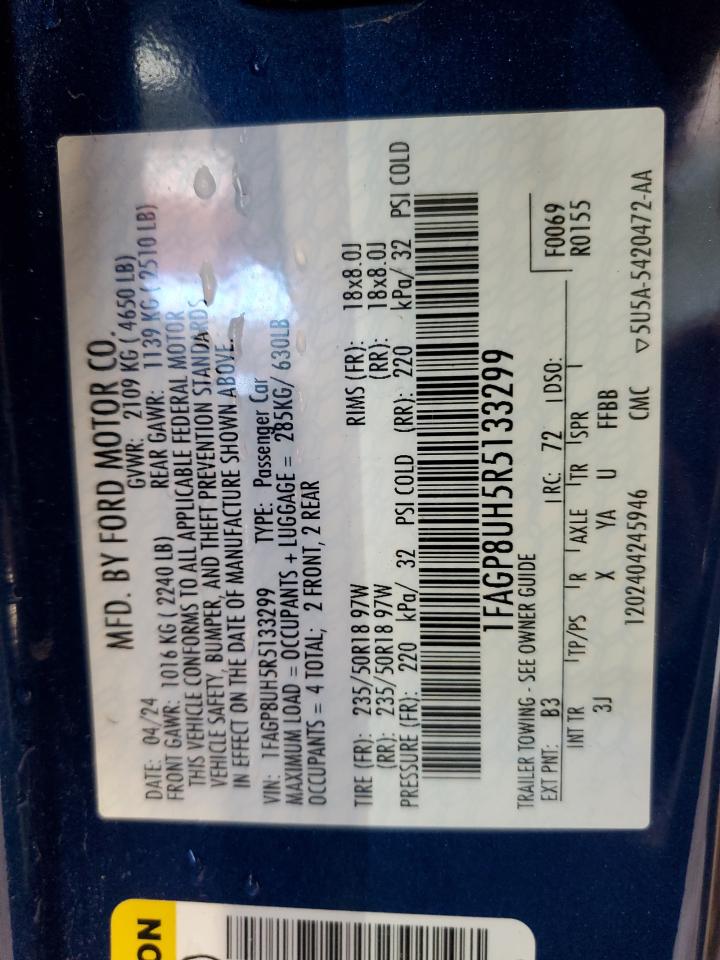 MFD. BY FORD MOTOR CO.
DATE: 04/24 GVWR: 2109 KG ( 4650 LB)
FRONT GAWR: 1016 KG ( 2240 LB) REAR GAWR: 1139 KG ( 2510 LB)
THIS VEHICLE CONFORMS TO ALL APPLICABLE FEDERAL MOTOR
VEHICLE SAFETY, BUMPER, AND THEFT PREVENTION STANDARDS
IN EFFECT ON THE DATE OF MANUFACTURE SHOWN ABOVE.
VIN: 1FAGP8UH5R5133299 TYPE: Passenger Car
MAXIMUM LOAD = OCCUPANTS + LUGGAGE = 285KG/ 630LB
OCCUPANTS = 4 TOTAL; 2 FRONT, 2 REAR
TIRE (FR): 235/50R18 97W RIMS (FR): 18x8.0J
(RR): 235/50R18 97W (RR): 18x8.0J
PRESSURE (FR): 220 kPa/ 32 PSI COLD (RR): 220 kPa/ 32 PSI COLD
1FAGP8UH5R5133299
TRAILER TOWING - SEE OWNER GUIDE
EXT PNT: B3 RC: 72 DSO: F0069
INT TR TP/PS R AXLE TR SPR R0155
3J X YA U FFBB
1202404245946 CMC ▽5U5A-5420472-AA
ON